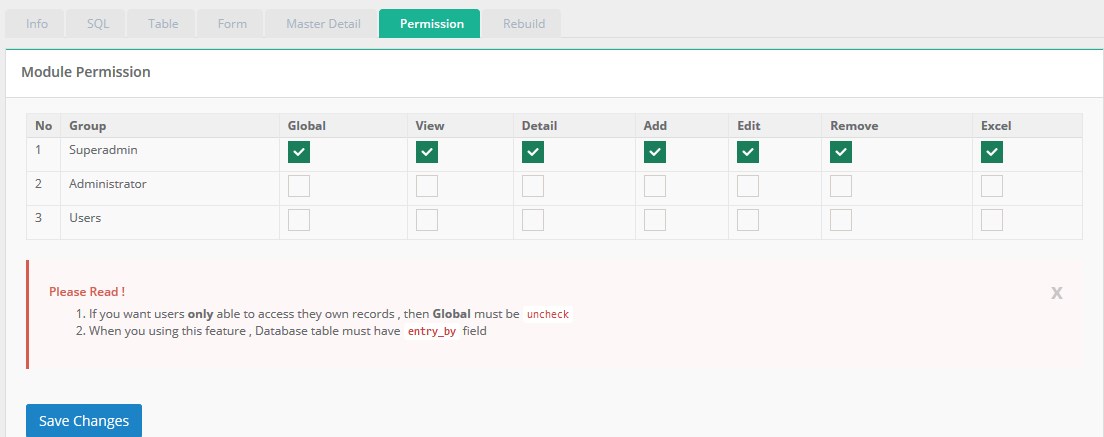 Info SQL Table Form Master Detail Permission Rebuild
Module Permission
No Group Global View Detail Add Edit Remove Excel
1 Superadmin
2 Administrator
3 Users
Please Read !
X
1. If you want users only able to access they own records , then Global must be uncheck
2. When you using this feature , Database table must have entry_by field
Save Changes